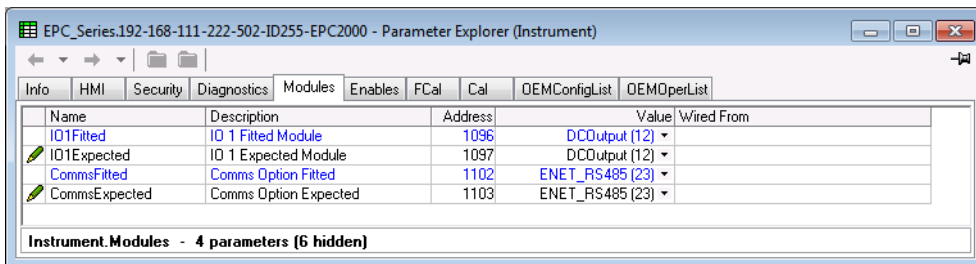 EPC_Series.192-168-111-222-502-ID255-EPC2000 - Parameter Explorer (Instrument)
Info HMI Security Diagnostics Modules Enables FCal Cal OEMConfigList OEMOperList
Name Description Address Value Wired From
IO1Fitted IO 1 Fitted Module 1096 DCOutput (12)
IO1Expected IO 1 Expected Module 1097 DCOutput (12)
CommsFitted Comms Option Fitted 1102 ENET_RS485 (23)
CommsExpected Comms Option Expected 1103 ENET_RS485 (23)
Instrument.Modules - 4 parameters (6 hidden)